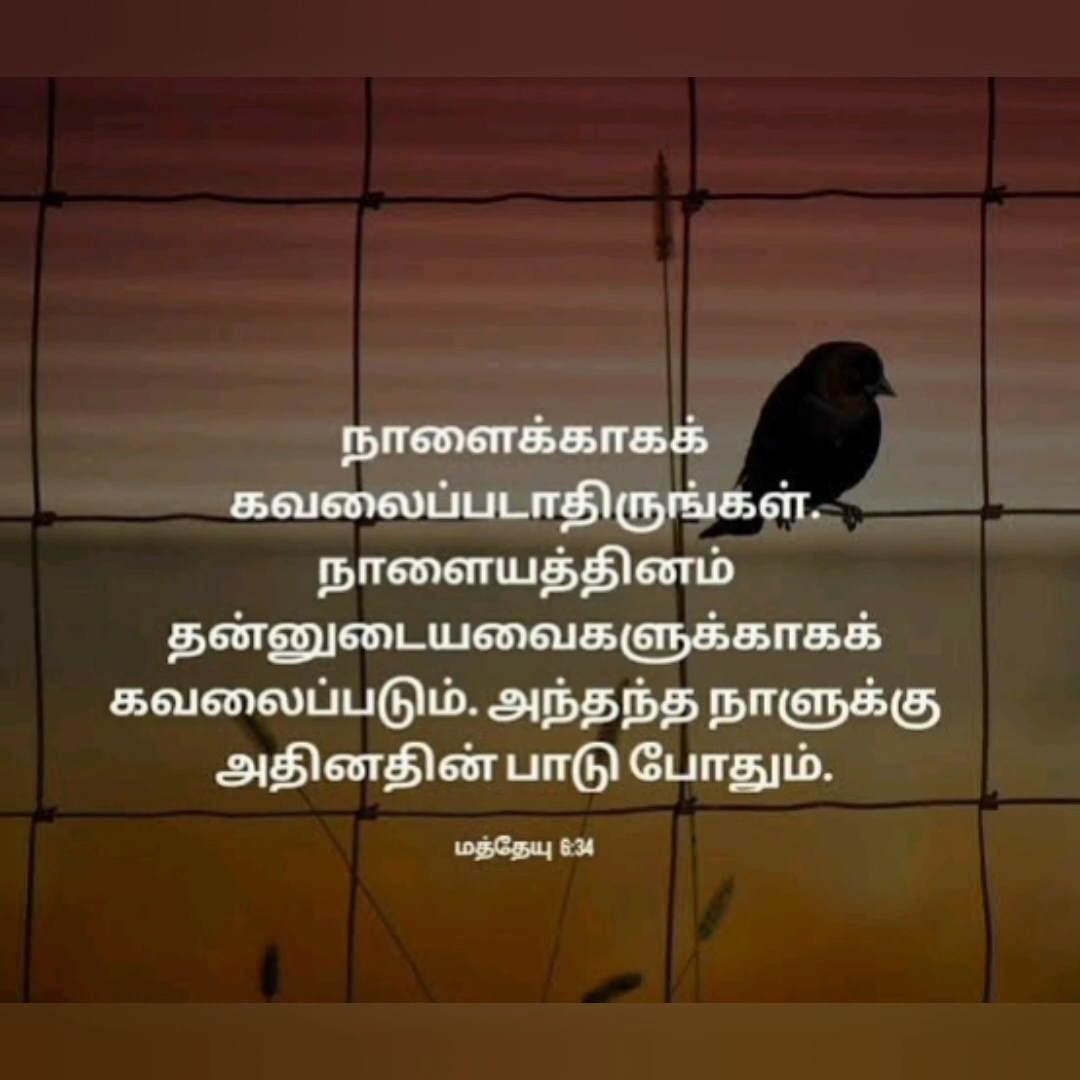 நாளைக்காகக்
கவலைப்படாதிருங்கள்.
நாளையத்தினம்
தன்னுடையவைகளுக்காகக்
கவலைப்படும். அந்தந்த நாளுக்கு
அதினதின் பாடு போதும்.
மத்தேயு 6:34